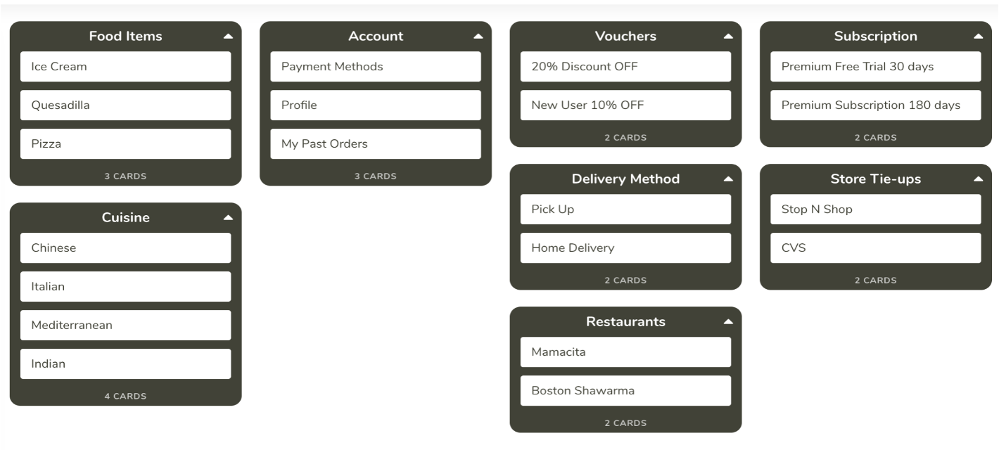 Food Items
Ice Cream
Quesadilla
Pizza
3 CARDS
Cuisine
Chinese
Italian
Mediterranean
Indian
4 CARDS
Account
Payment Methods
Profile
My Past Orders
3 CARDS
Vouchers
20% Discount OFF
New User 10% OFF
2 CARDS
Delivery Method
Pick Up
Home Delivery
2 CARDS
Restaurants
Mamacita
Boston Shawarma
2 CARDS
Subscription
Premium Free Trial 30 days
Premium Subscription 180 days
2 CARDS
Store Tie-ups
Stop N Shop
CVS
2 CARDS